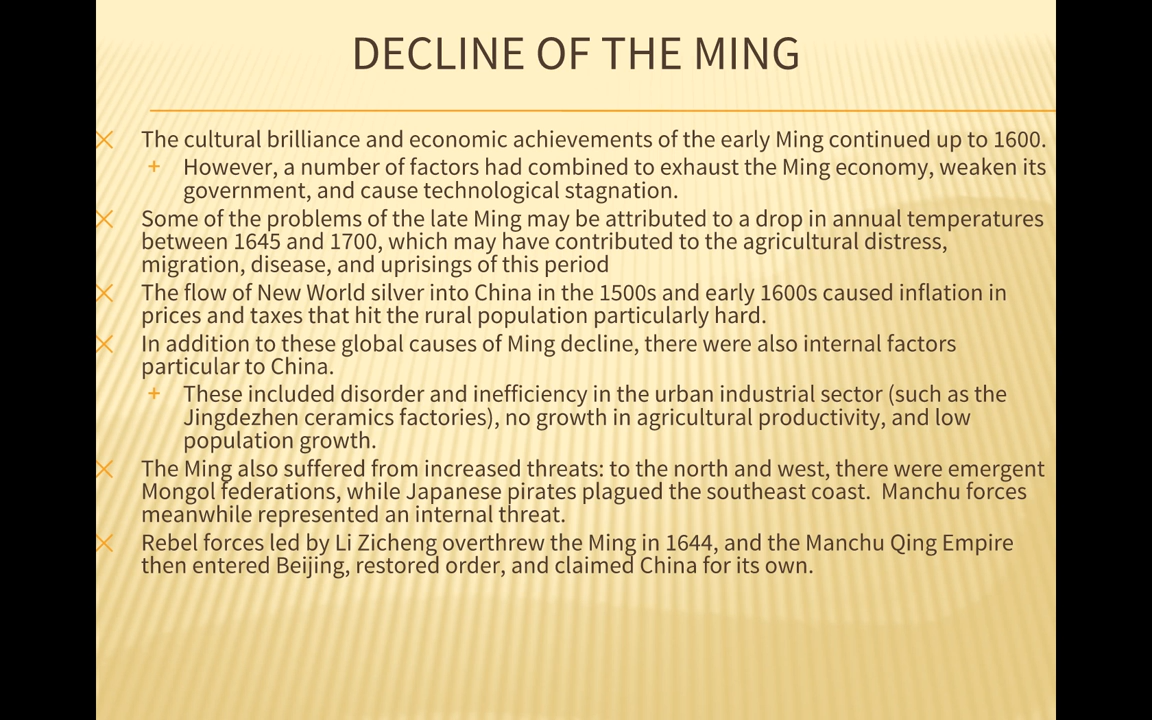 DECLINE OF THE MING
The cultural brilliance and economic achievements of the early Ming continued up to 1600.
However, a number of factors had combined to exhaust the Ming economy, weaken its
government, and cause technological stagnation.
Some of the problems of the late Ming may be attributed to a drop in annual temperatures
between 1645 and 1700, which may have contributed to the agricultural distress,
migration, disease, and uprisings of this period
The flow of New World silver into China in the 1500s and early 1600s caused inflation in
prices and taxes that hit the rural population particularly hard.
In addition to these global causes of Ming decline, there were also internal factors
particular to China.
These included disorder and inefficiency in the urban industrial sector (such as the
Jingdezhen ceramics factories), no growth in agricultural productivity, and low
population growth.
The Ming also suffered from increased threats: to the north and west, there were emergent
Mongol federations, while Japanese pirates plagued the southeast coast.  Manchu forces
meanwhile represented an internal threat.
Rebel forces led by Li Zicheng overthrew the Ming in 1644, and the Manchu Qing Empire
then entered Beijing, restored order, and claimed China for its own.